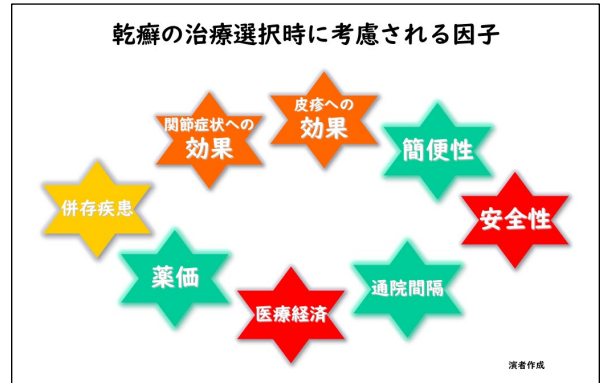 乾癬の治療選択時に考慮される因子
皮疹への
効果
関節症状への
効果
簡便性
併存疾患
安全性
薬価
通院間隔
医療経済
演者作成